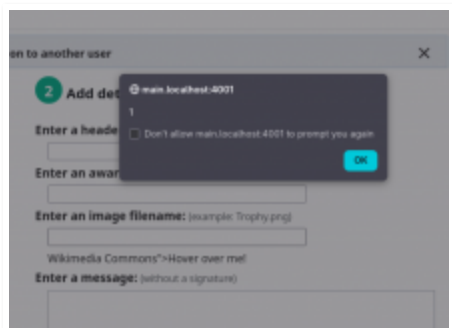 en to another user
main.localhost:4001
1
Don't allow main.localhost:4001 to prompt you again
OK
2 Add det
Enter a heade
Enter an awar
Enter an image filename: (example: Trophy.png)
Wikimedia Commons">Hover over me!
Enter a message: (without a signature)